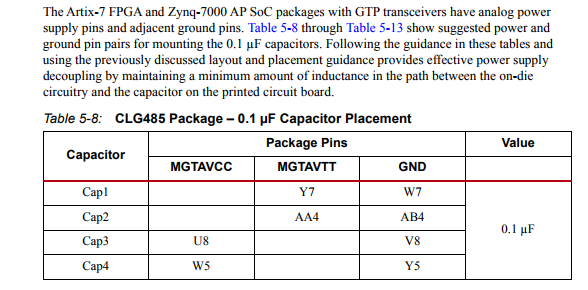 The Artix-7 FPGA and Zynq-7000 AP SoC packages with GTP transceivers have analog power
supply pins and adjacent ground pins. Table 5-8 through Table 5-13 show suggested power and
ground pin pairs for mounting the 0.1 µF capacitors. Following the guidance in these tables and
using the previously discussed layout and placement guidance provides effective power supply
decoupling by maintaining a minimum amount of inductance in the path between the on-die
circuitry and the capacitor on the printed circuit board.
Table 5-8: CLG485 Package – 0.1 µF Capacitor Placement
Capacitor Package Pins Value
MGTAVCC MGTAVTT GND
Cap1 Y7 W7
Cap2 AA4 AB4
0.1 µF
Cap3 U8 V8
Cap4 W5 Y5